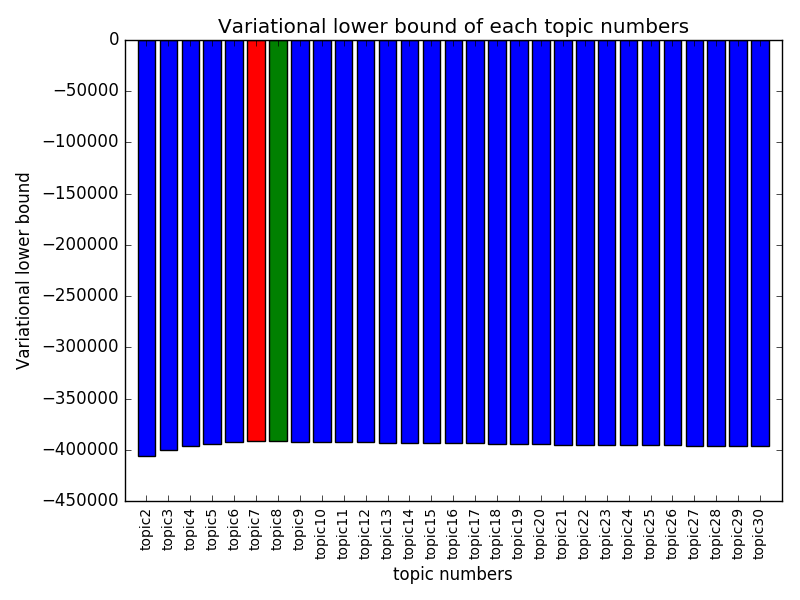 Variational lower bound of each topic numbers
Variational lower bound
0
−50000
−100000
−150000
−200000
−250000
−300000
−350000
−400000
−450000
topic2
topic3
topic4
topic5
topic6
topic7
topic8
topic9
topic10
topic11
topic12
topic13
topic14
topic15
topic16
topic17
topic18
topic19
topic20
topic21
topic22
topic23
topic24
topic25
topic26
topic27
topic28
topic29
topic30
topic numbers